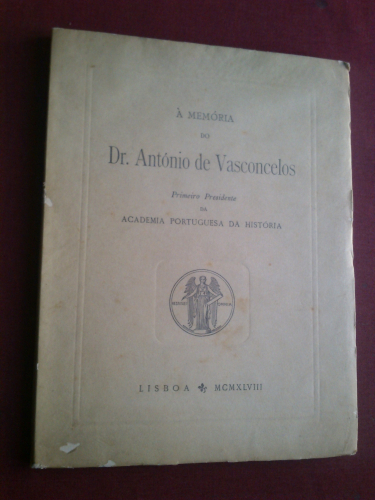 À MEMÓRIA
DO
Dr. António de Vasconcelos
Primeiro Presidente
DA
ACADEMIA PORTUGUESA DA HISTÓRIA
LISBOA MCMXLVIII